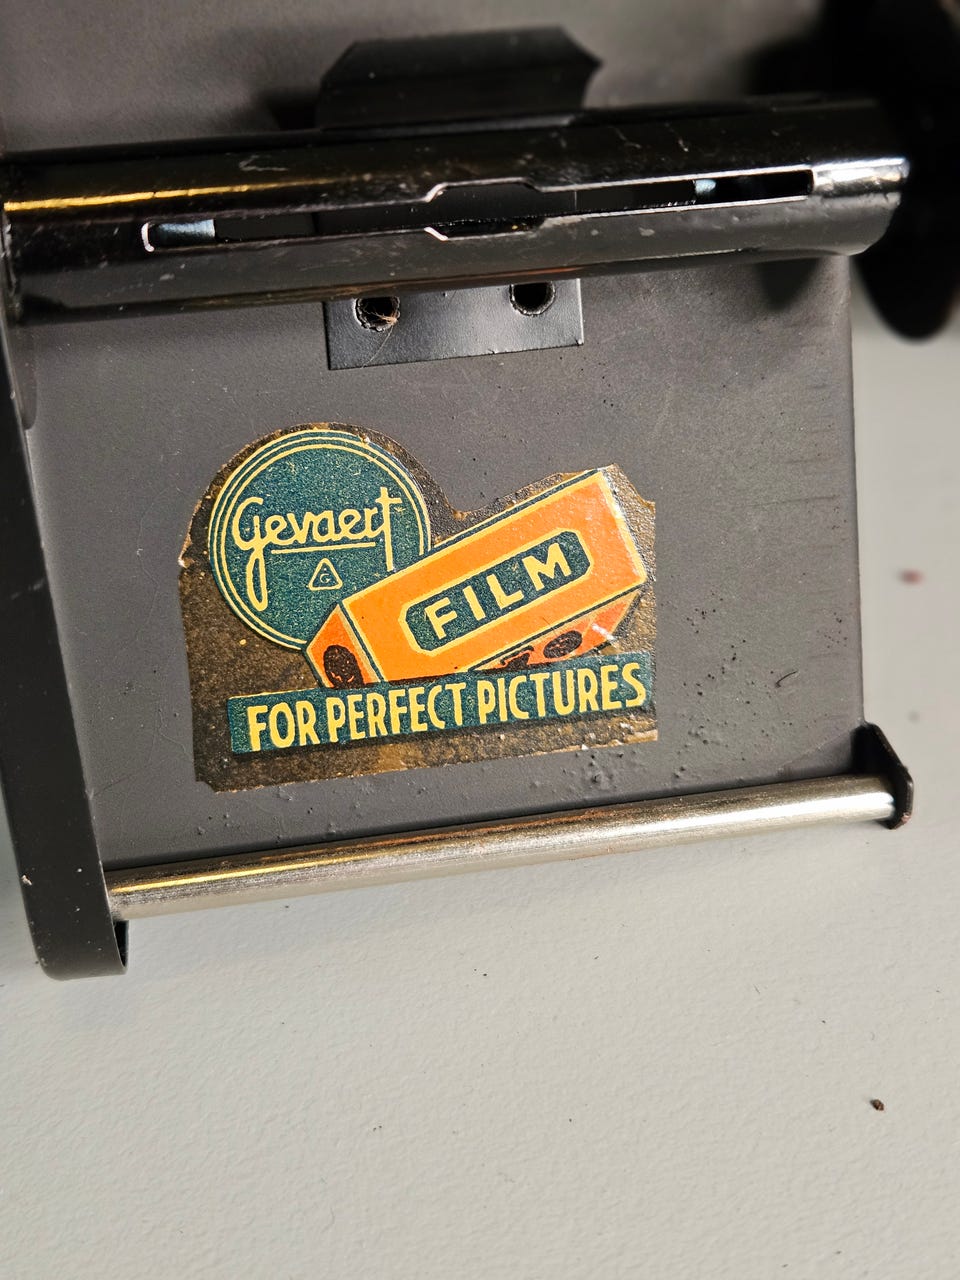 Gevaert
G
FILM
FOR PERFECT PICTURES